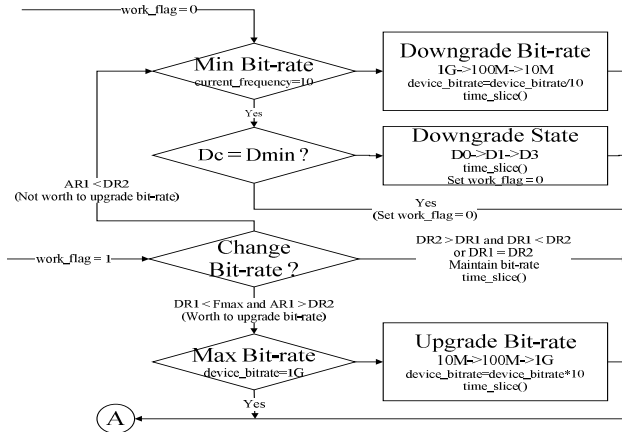 work_flag=0
Min Bit-rate
current_frequency=10
Downgrade Bit-rate
1G->100M->10M
device_bitrate=device_bitrate/10
time_slice()
Yes
Dc = Dmin ?
Downgrade State
D0->D1->D3
time_slice()
Set work_flag = 0
AR1 <DR2
(Not worth to upgrade bit-rate)
Yes
(Set work_flag=0)
work_flag= 1
Change
Bit-rate ?
DR2 > DR1 and DR1 < DR2
or DR1 = DR2
Maintain bit-rate
time_slice()
DR1 < Fmax and AR1 > DR2
(Worth to upgrade bit-rate)
Max Bit-rate
device_bitrate=1G
Upgrade Bit-rate
10M->100M->1G
device_bitrate=device_bitrate*10
time_slice()
Yes
A